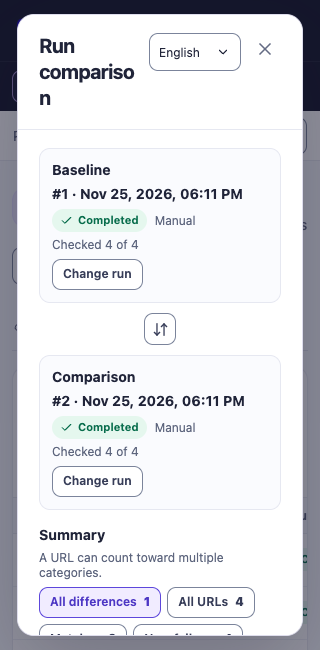 Run
compariso
n
English
Baseline
#1 · Nov 25, 2026, 06:11 PM
Completed Manual
Checked 4 of 4
Change run
Comparison
#2 · Nov 25, 2026, 06:11 PM
Completed Manual
Checked 4 of 4
Change run
Summary
A URL can count toward multiple
categories.
All differences 1 All URLs 4